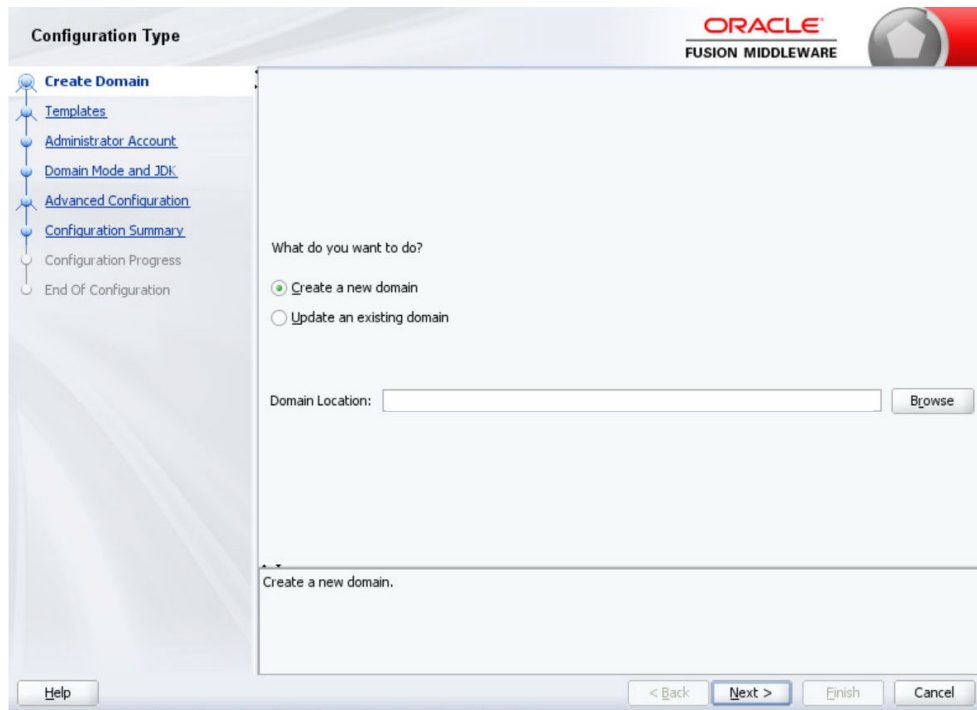 Configuration Type
ORACLE
FUSION MIDDLEWARE
Create Domain
Templates
Administrator Account
Domain Mode and JDK
Advanced Configuration
Configuration Summary
Configuration Progress
End Of Configuration
What do you want to do?
Create a new domain
Update an existing domain
Domain Location:
Browse
Create a new domain.
Help
< Back
Next >
Finish
Cancel